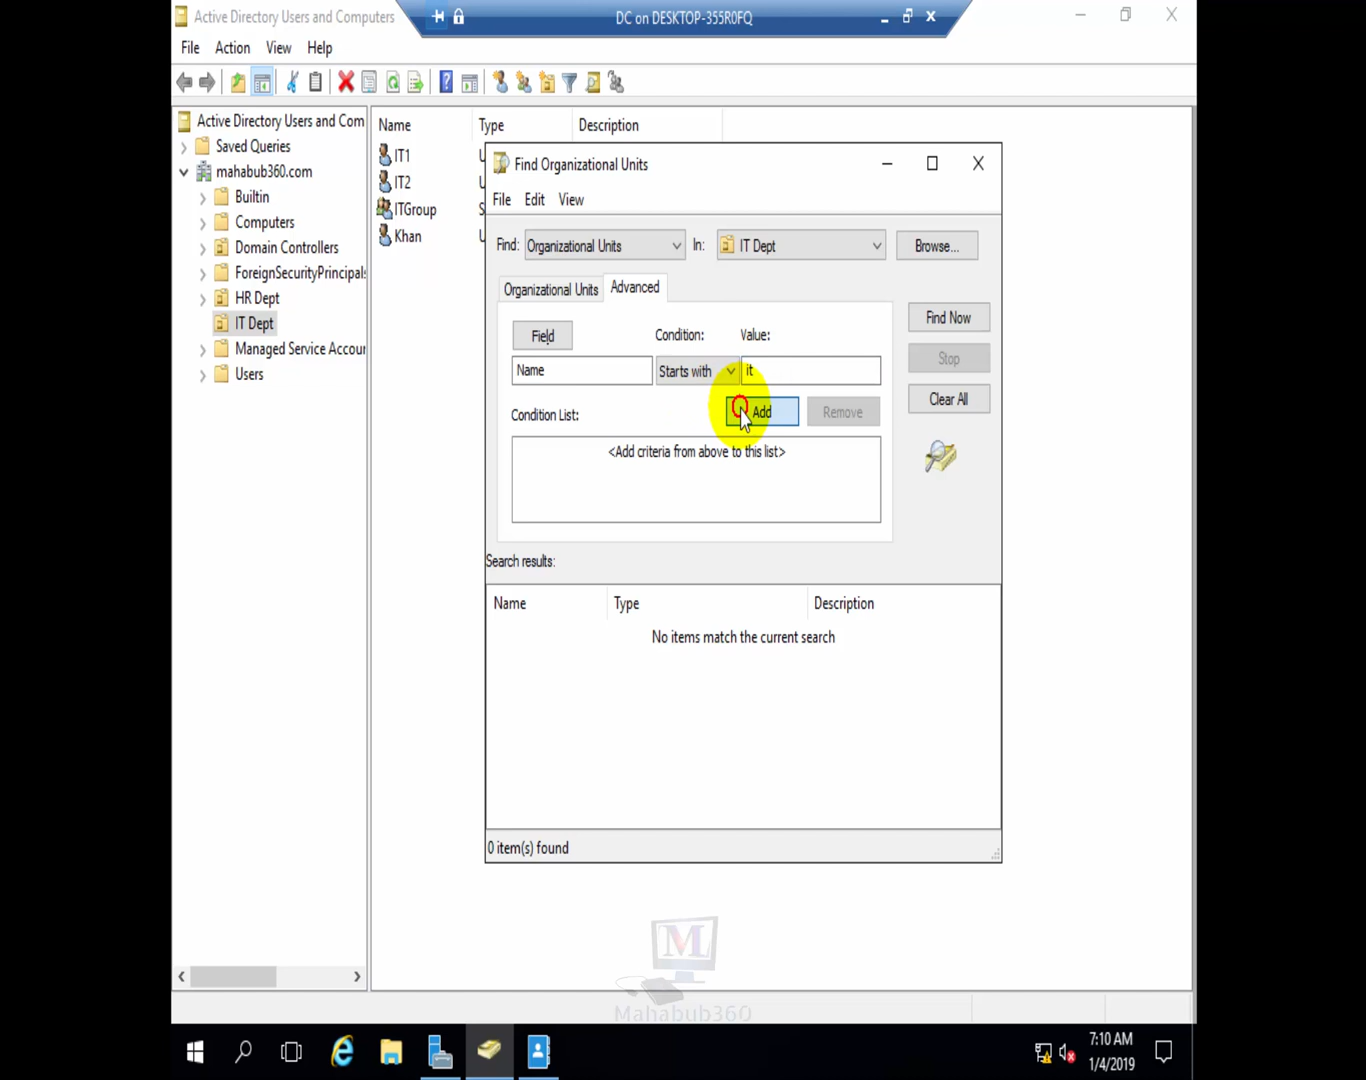 Active Directory Users and Computers
DC on DESKTOP-355R0FQ
File Action View Help
Active Directory Users and Com
Saved Queries
mahabub360.com
Builtin
Computers
Domain Controllers
ForeignSecurityPrincipals
HR Dept
IT Dept
Managed Service Accour
Users
Name Type Description
IT1 U
IT2 U
ITGroup S
Khan U
Find Organizational Units
File Edit View
Find: Organizational Units In: IT Dept Browse...
Organizational Units Advanced
Field Condition: Value:
Name Starts with it
Condition List: Add Remove
<Add criteria from above to this list>
Find Now
Stop
Clear All
Search results:
Name Type Description
No items match the current search
0 item(s) found
M
Mahabub360
7:10 AM
1/4/2019